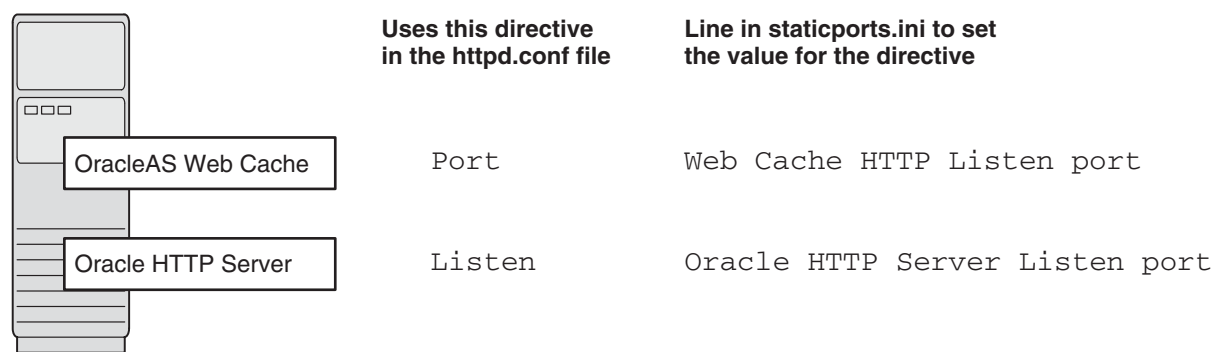 Uses this directive
in the httpd.conf file
Line in staticports.ini to set
the value for the directive
OracleAS Web Cache
Port
Web Cache HTTP Listen port
Oracle HTTP Server
Listen
Oracle HTTP Server Listen port